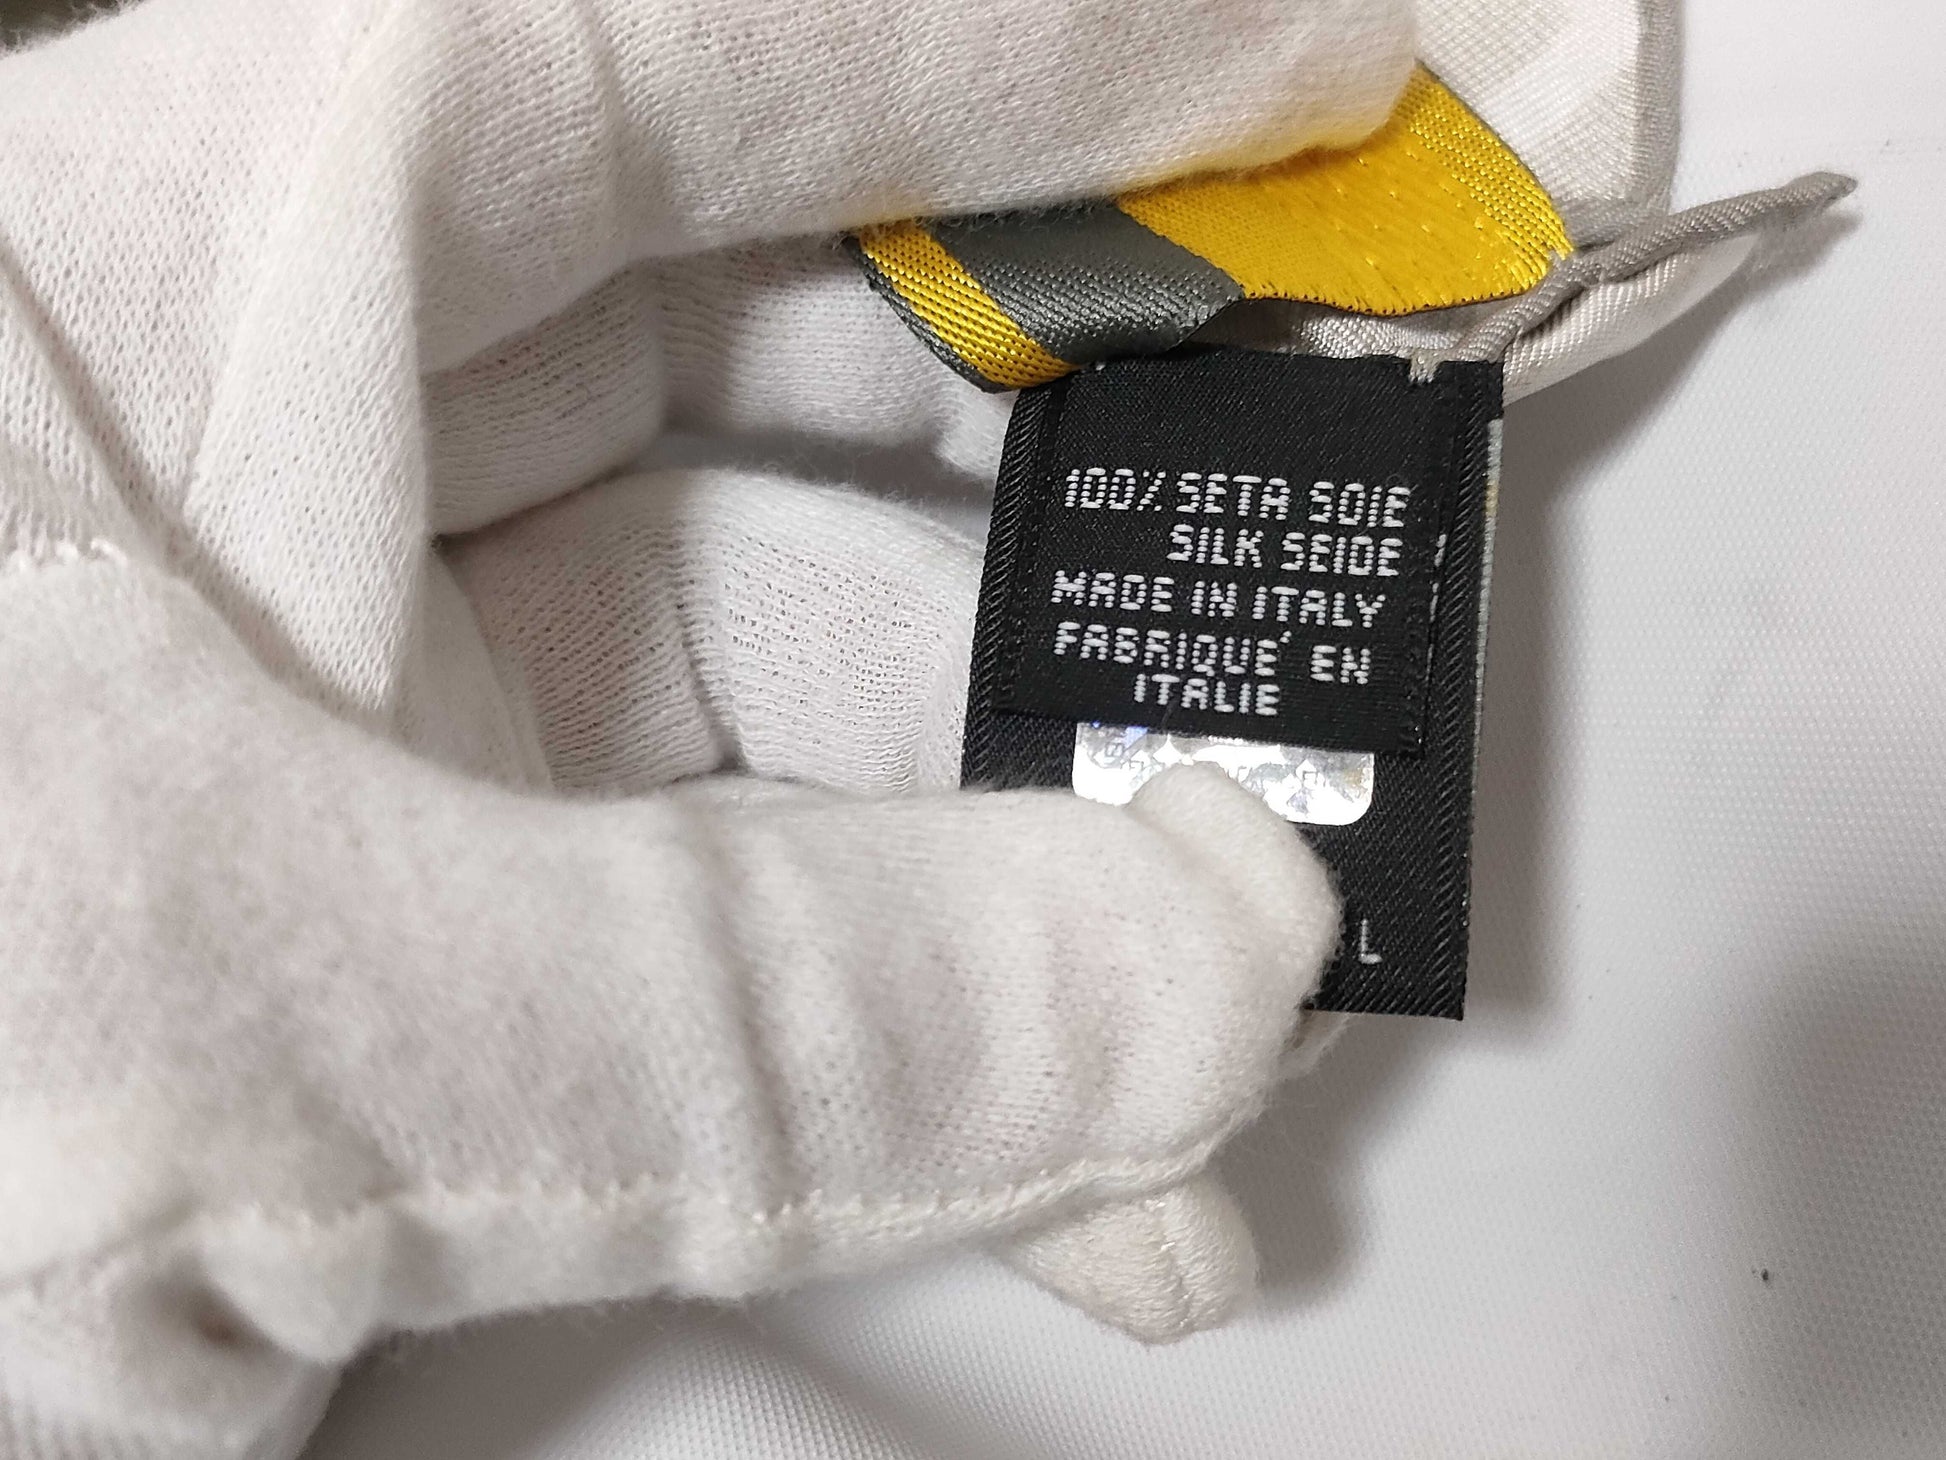 100% SETA SOIE
SILK SEIDE
MADE IN ITALY
FABRIQUE' EN
ITALIE
L